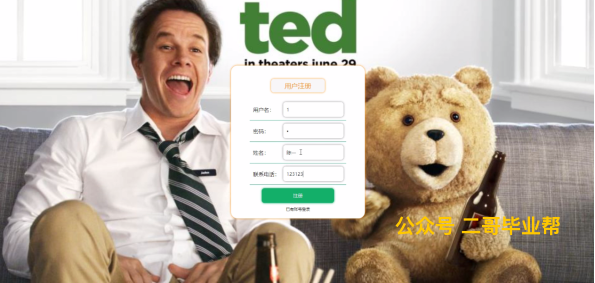 ted
in theaters june 29
用户注册
用户名： 1
密码：
姓名： 陈一
联系电话： 123123
注册
已有账号登录
公众号 二哥毕业帮